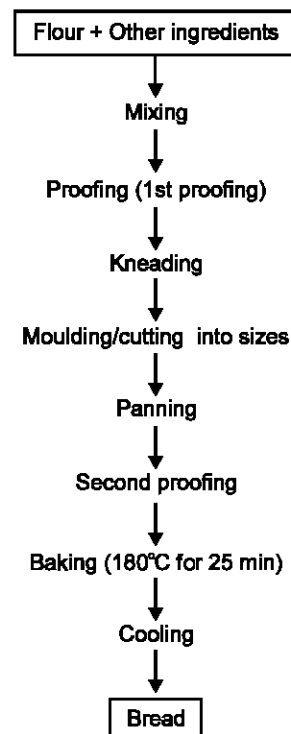 Flour + Other ingredients
Mixing
Proofing (1st proofing)
Kneading
Moulding/cutting into sizes
Panning
Second proofing
Baking (180℃ for 25 min)
Cooling
Bread